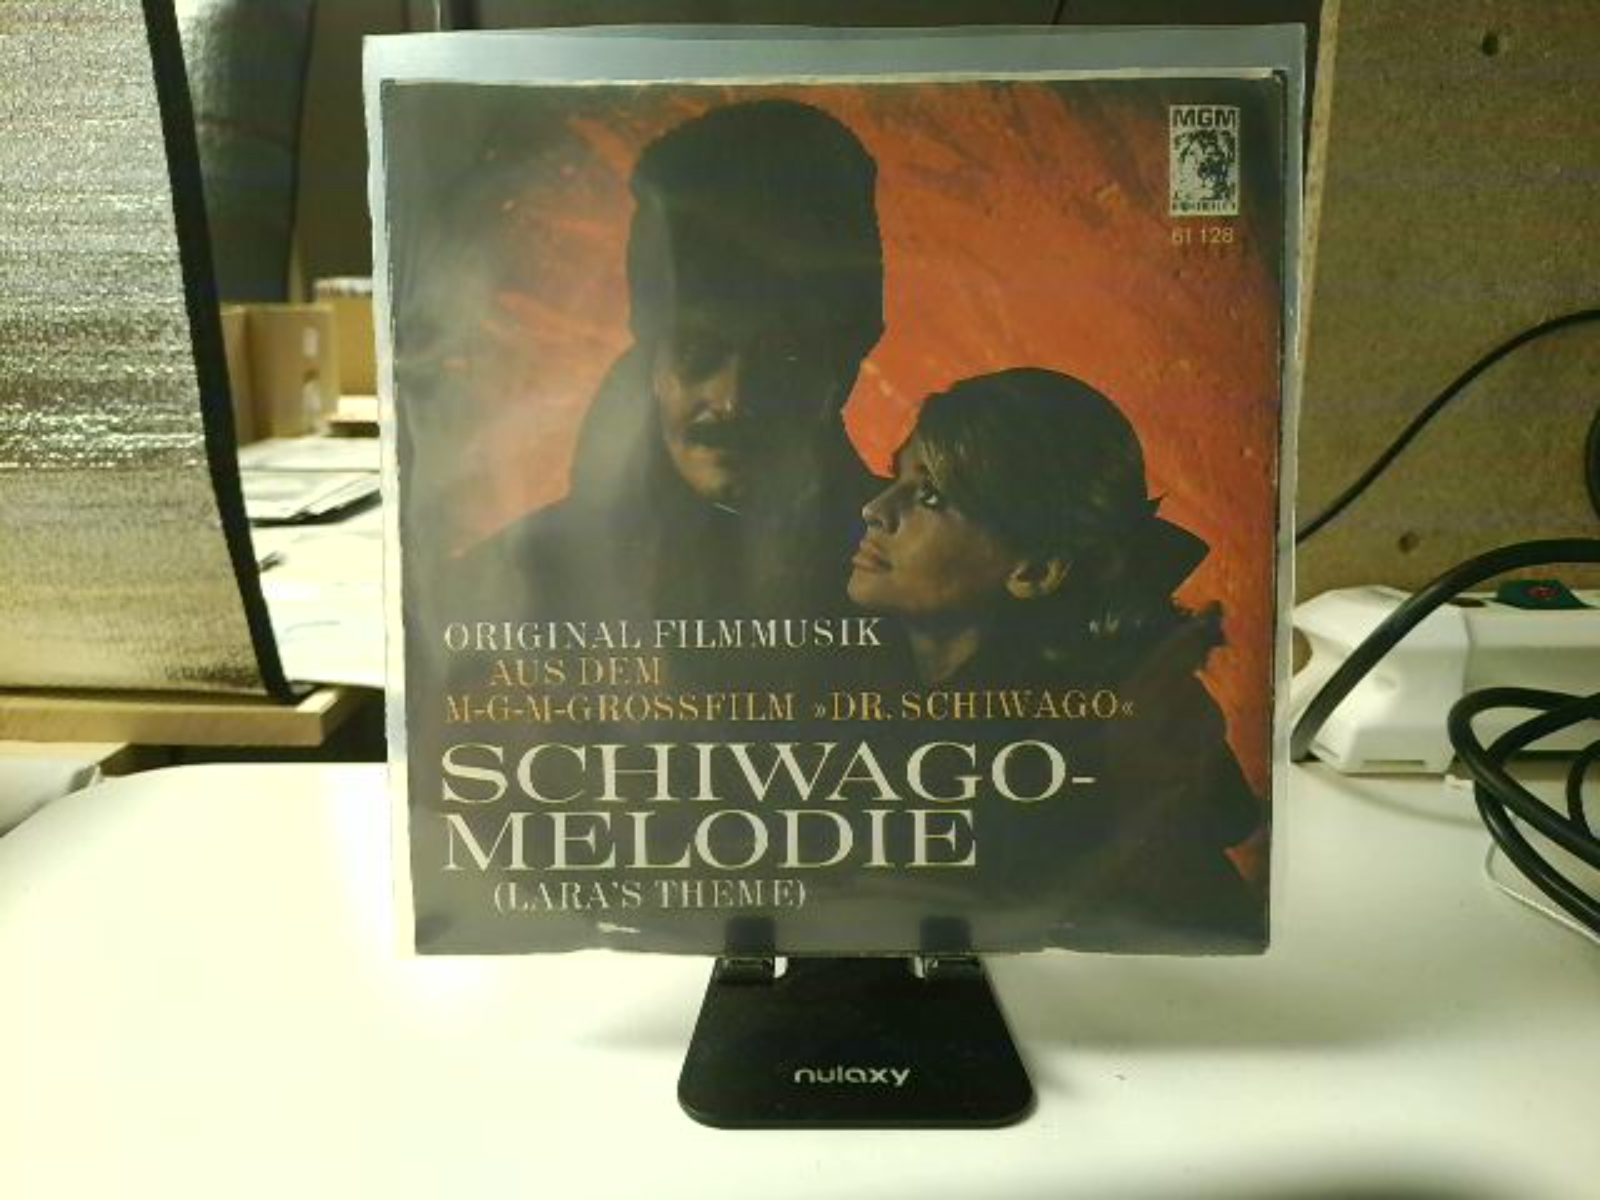 MGM
61 128
ORIGINAL FILMMUSIK
AUS DEM
M-G-M-GROSSFILM »DR. SCHIWAGO«
SCHIWAGO-
MELODIE
(LARA'S THEME)
nulaxy